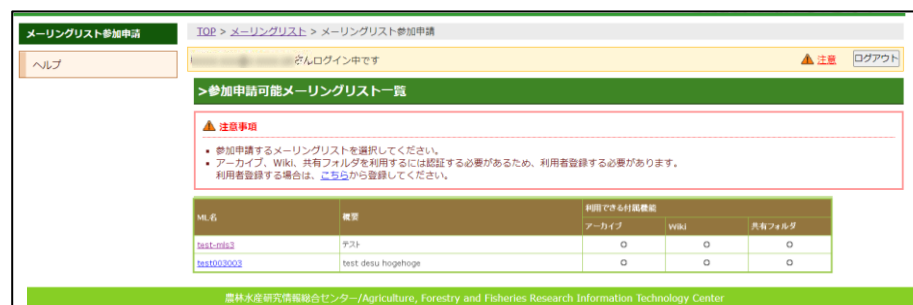 メーリングリスト参加申請
TOP > メーリングリスト > メーリングリスト参加申請
ヘルプ
さんログイン中です
注意
ログアウト
>参加申請可能メーリングリスト一覧
注意事項
• 参加申請するメーリングリストを選択してください。
• アーカイブ、Wiki、共有フォルダを利用するには認証する必要があるため、利用者登録する必要があります。
利用者登録する場合は、こちらから登録してください。
ML名 概要 利用できる付属機能
アーカイブ Wiki 共有フォルダ
test-mls3 テスト ○ ○ ○
test003003 test desu hogehoge ○ ○ ○
農林水産研究情報総合センター/Agriculture, Forestry and Fisheries Research Information Technology Center